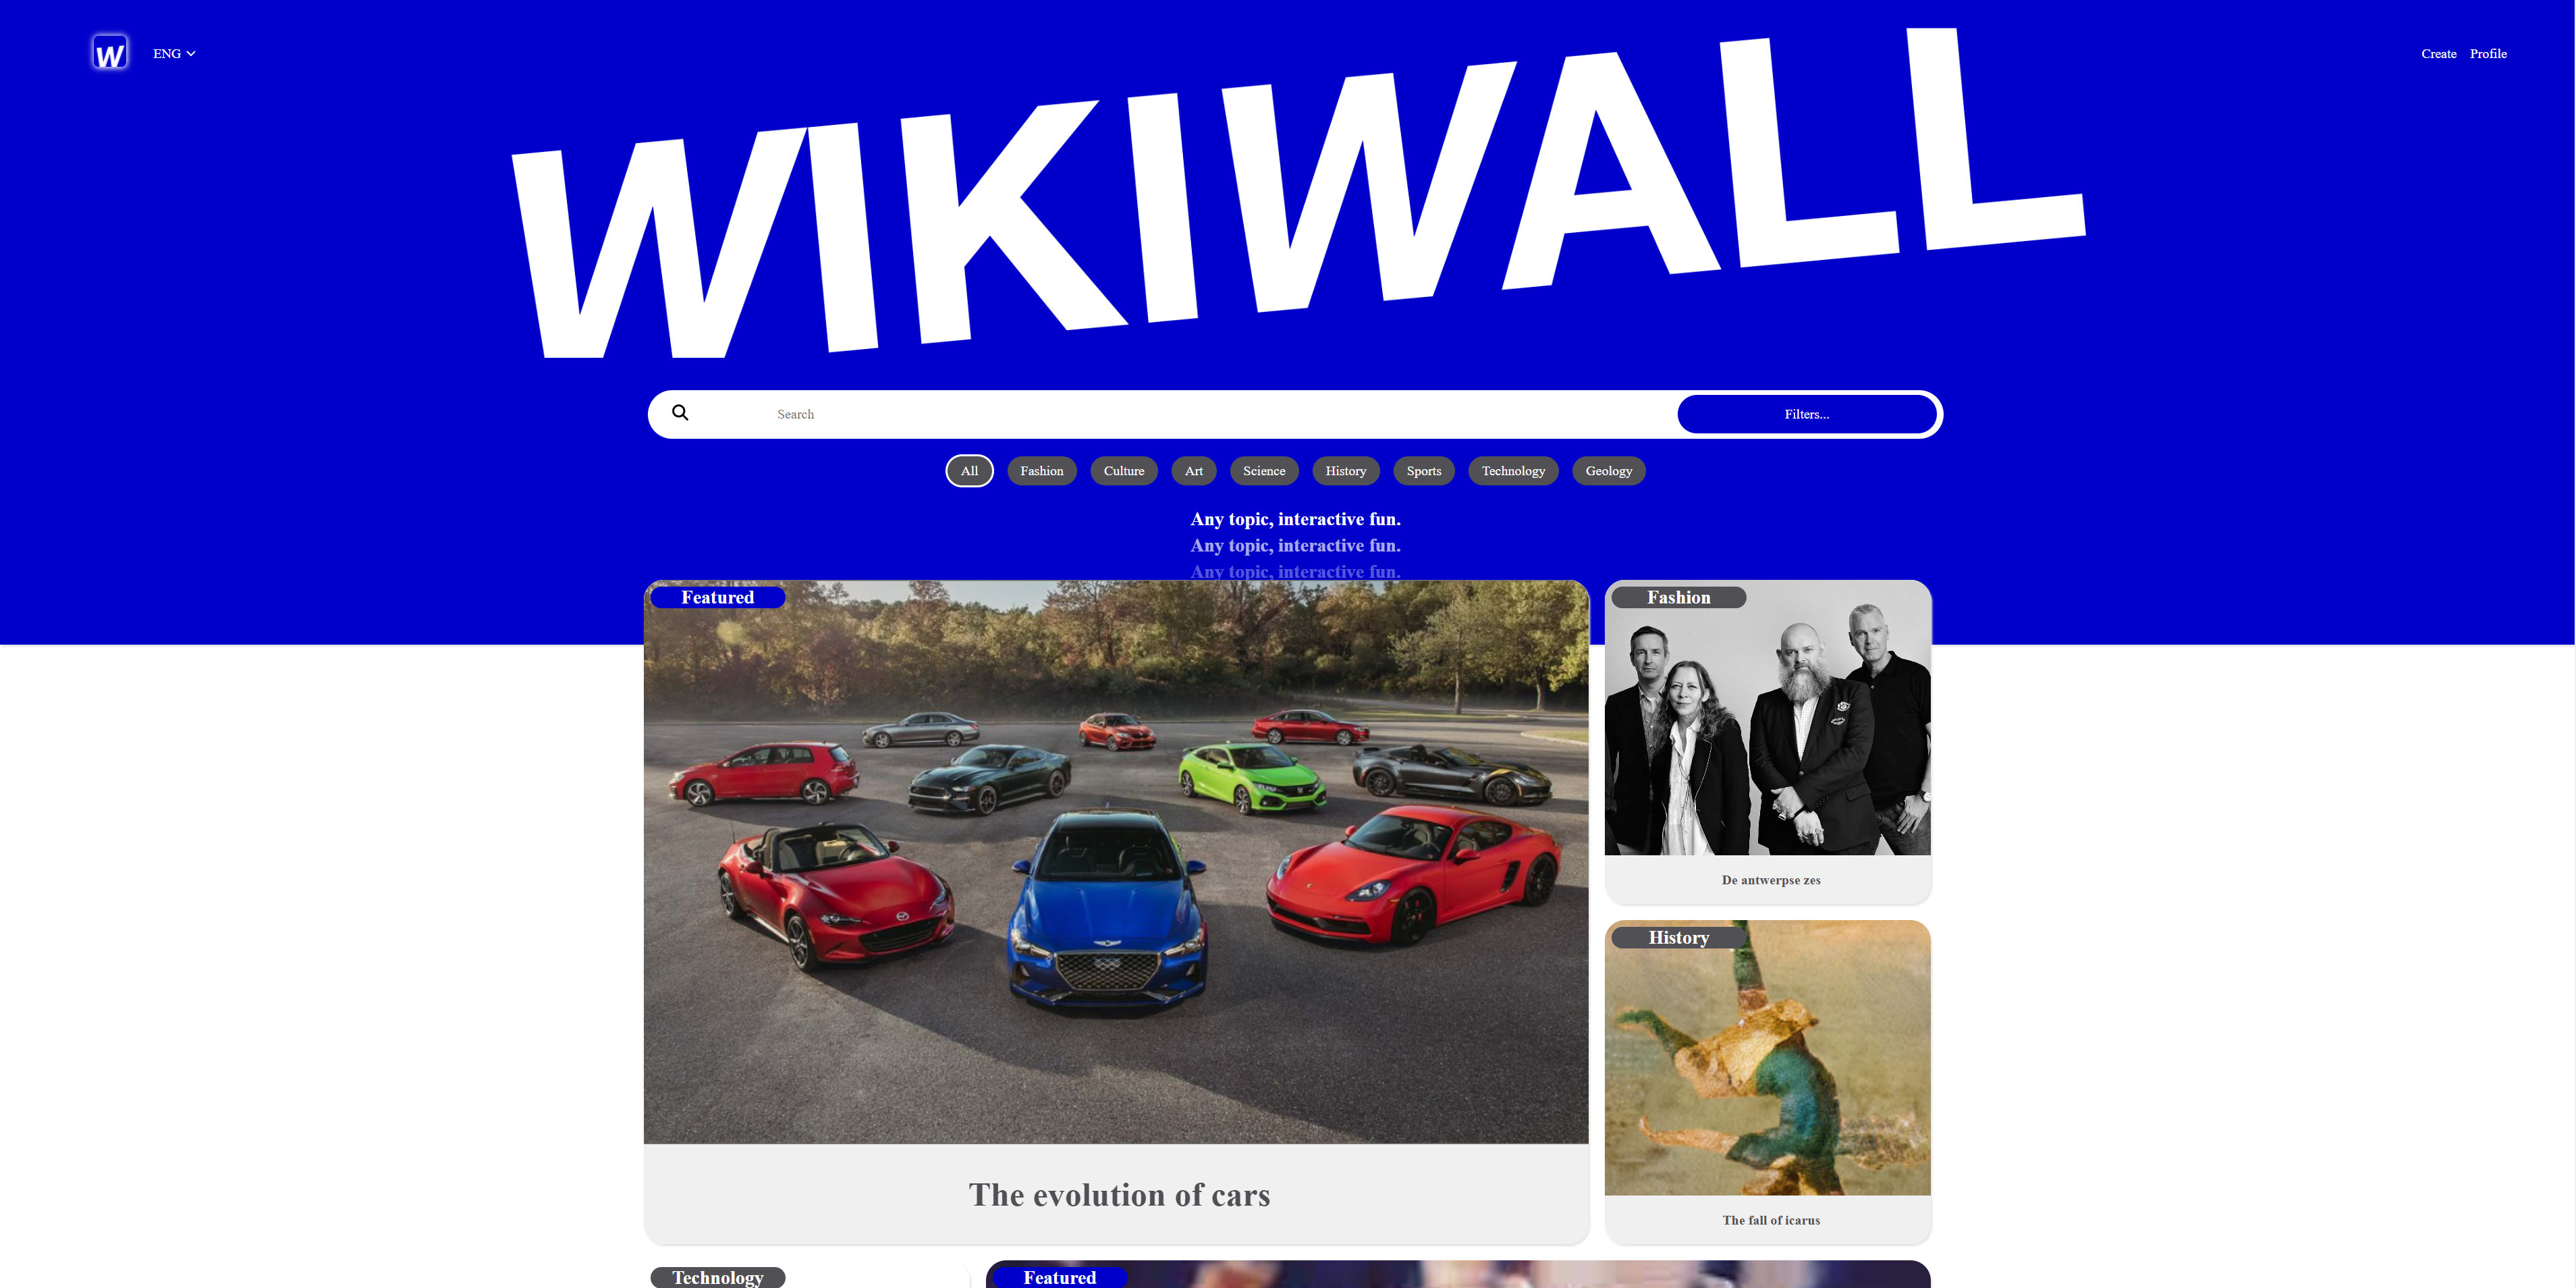 W
ENG
Create
Profile
WIKIWALL
Search
Filters...
All
Fashion
Culture
Art
Science
History
Sports
Technology
Geology
Any topic, interactive fun.
Any topic, interactive fun.
Any topic, interactive fun.
Featured
The evolution of cars
Fashion
De antwerpse zes
History
The fall of icarus
Technology
Featured